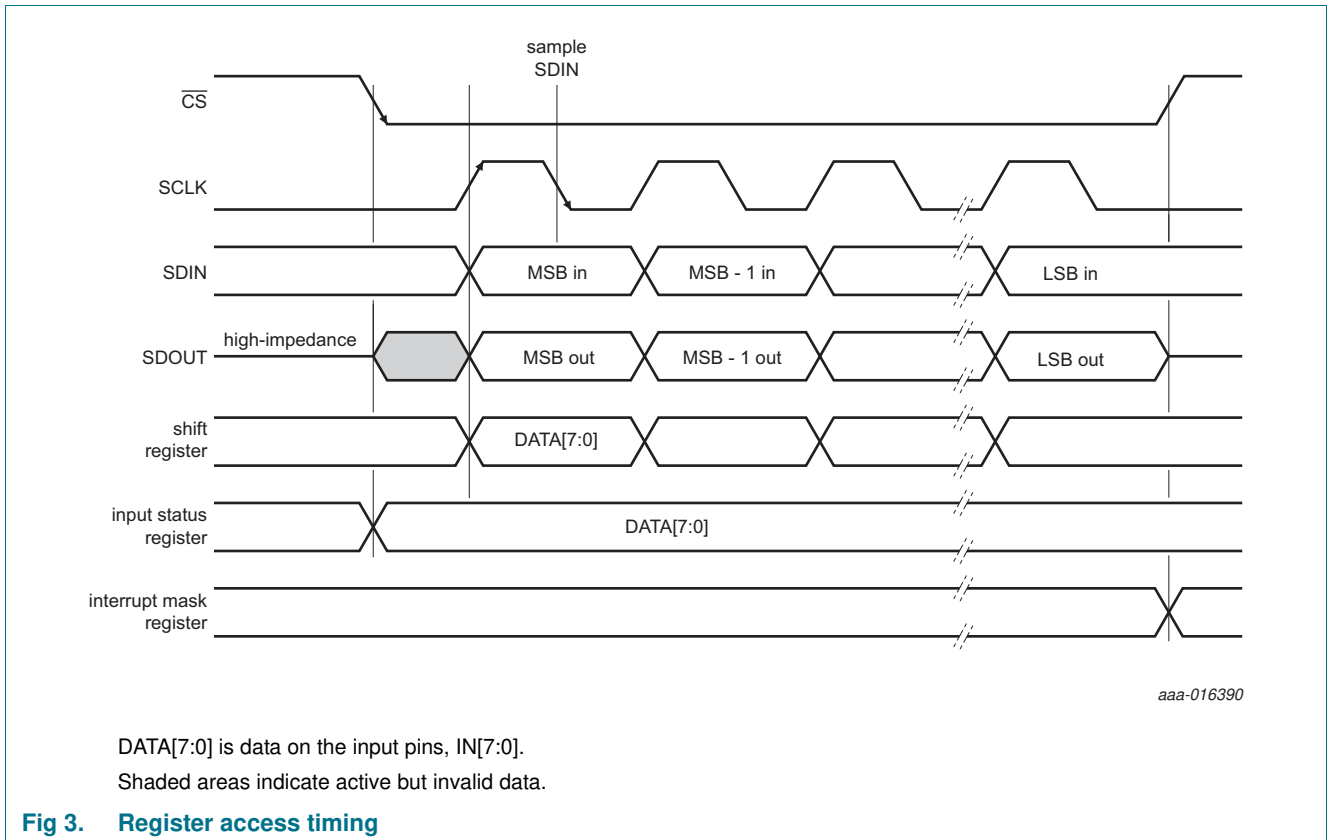 sample
SDIN
CS
SCLK
SDIN
MSB in
MSB - 1 in
LSB in
high-impedance
SDOUT
MSB out
MSB - 1 out
LSB out
shift
register
DATA[7:0]
input status
register
DATA[7:0]
interrupt mask
register
aaa-016390
DATA[7:0] is data on the input pins, IN[7:0].
Shaded areas indicate active but invalid data.
Fig 3. Register access timing